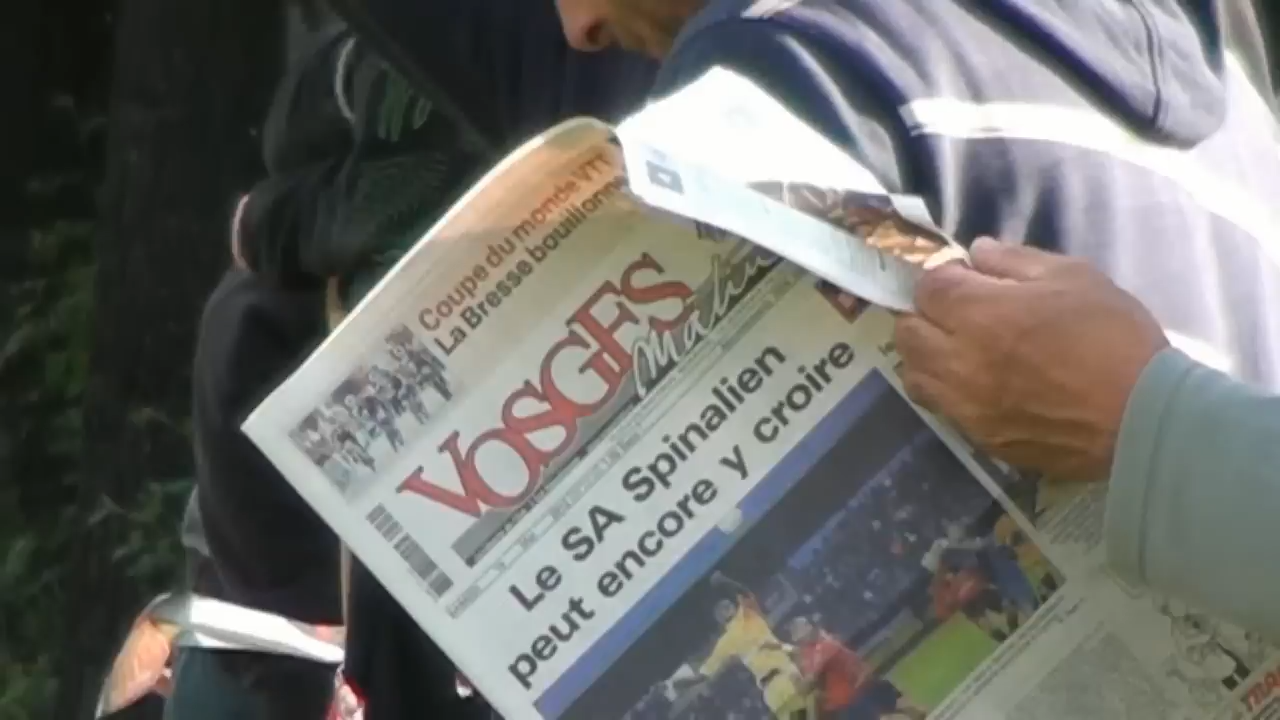 Coupe du monde VTT
La Bresse bouillonne
VOSGES
Matin
Le SA Spinalien
peut encore y croire